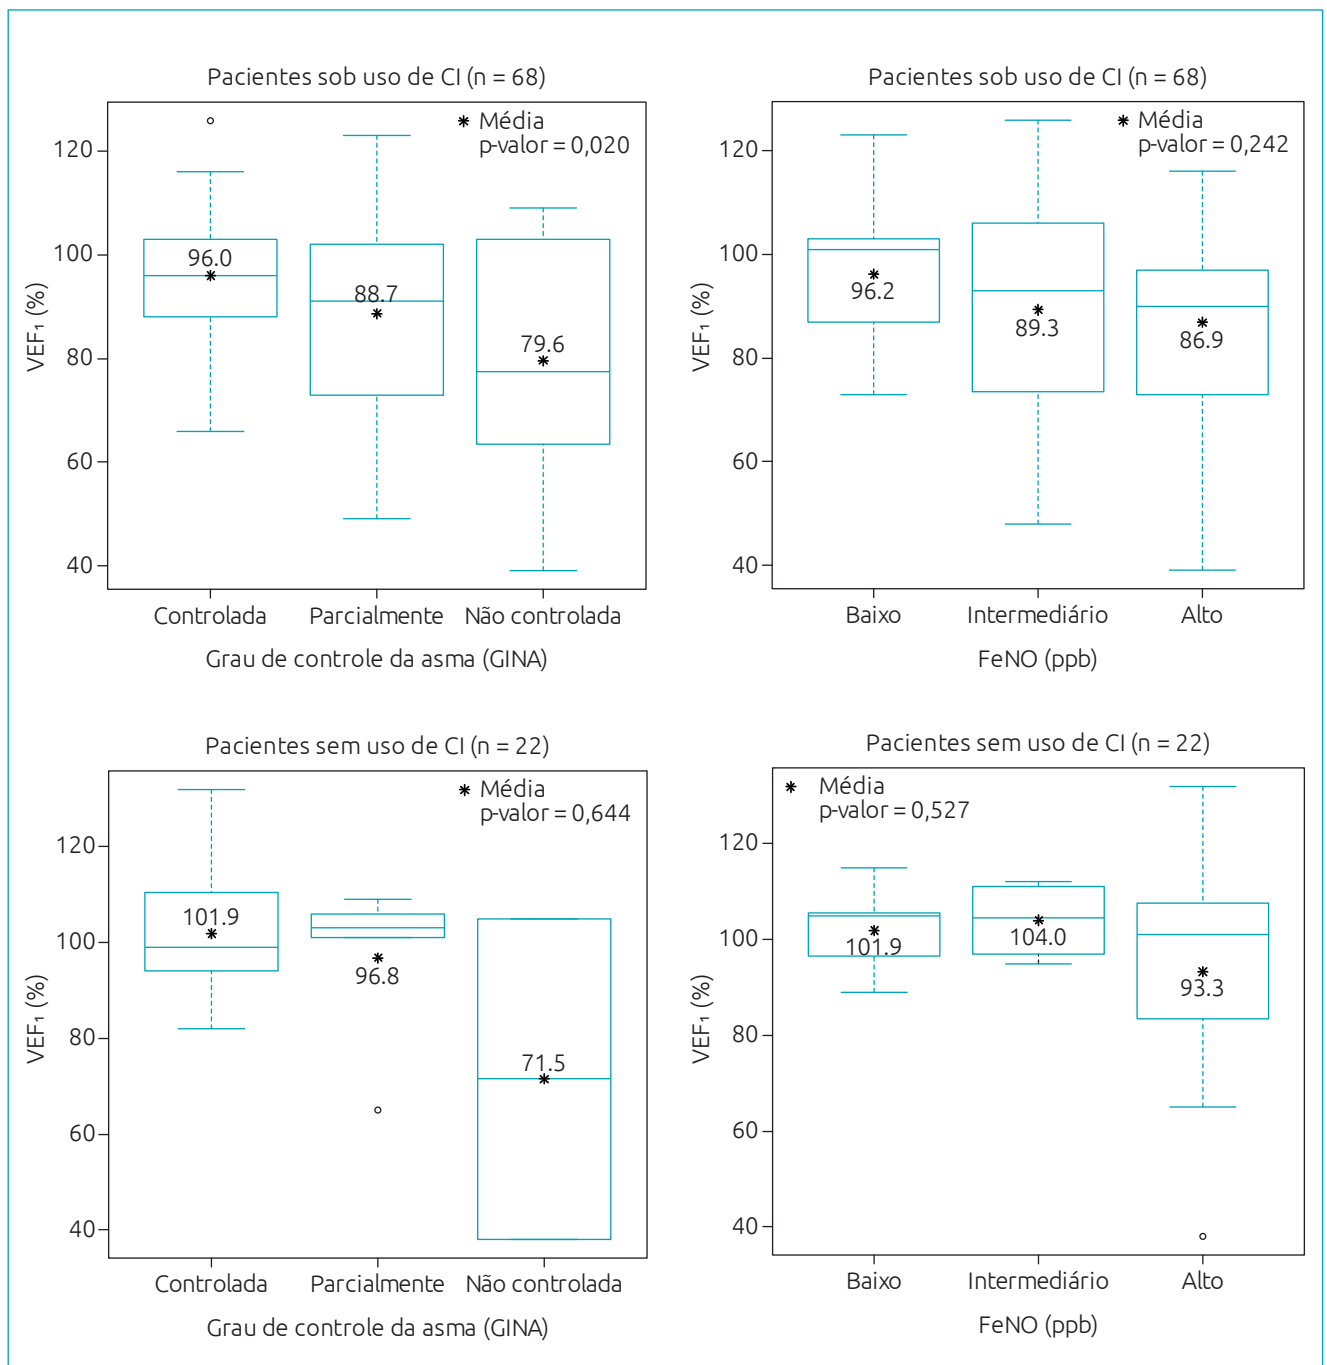 Pacientes sob uso de CI (n = 68)
* Média
p-valor = 0,020
120
100
80
60
40
VEF₁ (%)
96.0
88.7
79.6
Controlada Parcialmente Não controlada
Grau de controle da asma (GINA)
Pacientes sob uso de CI (n = 68)
* Média
p-valor = 0,242
120
100
80
60
40
VEF₁ (%)
96.2
89.3
86.9
Baixo Intermediário Alto
FeNO (ppb)
Pacientes sem uso de CI (n = 22)
* Média
p-valor = 0,644
120
100
80
60
40
VEF₁ (%)
101.9
96.8
71.5
Controlada Parcialmente Não controlada
Grau de controle da asma (GINA)
Pacientes sem uso de CI (n = 22)
* Média
p-valor = 0,527
120
100
80
60
40
VEF₁ (%)
101.9
104.0
93.3
Baixo Intermediário Alto
FeNO (ppb)